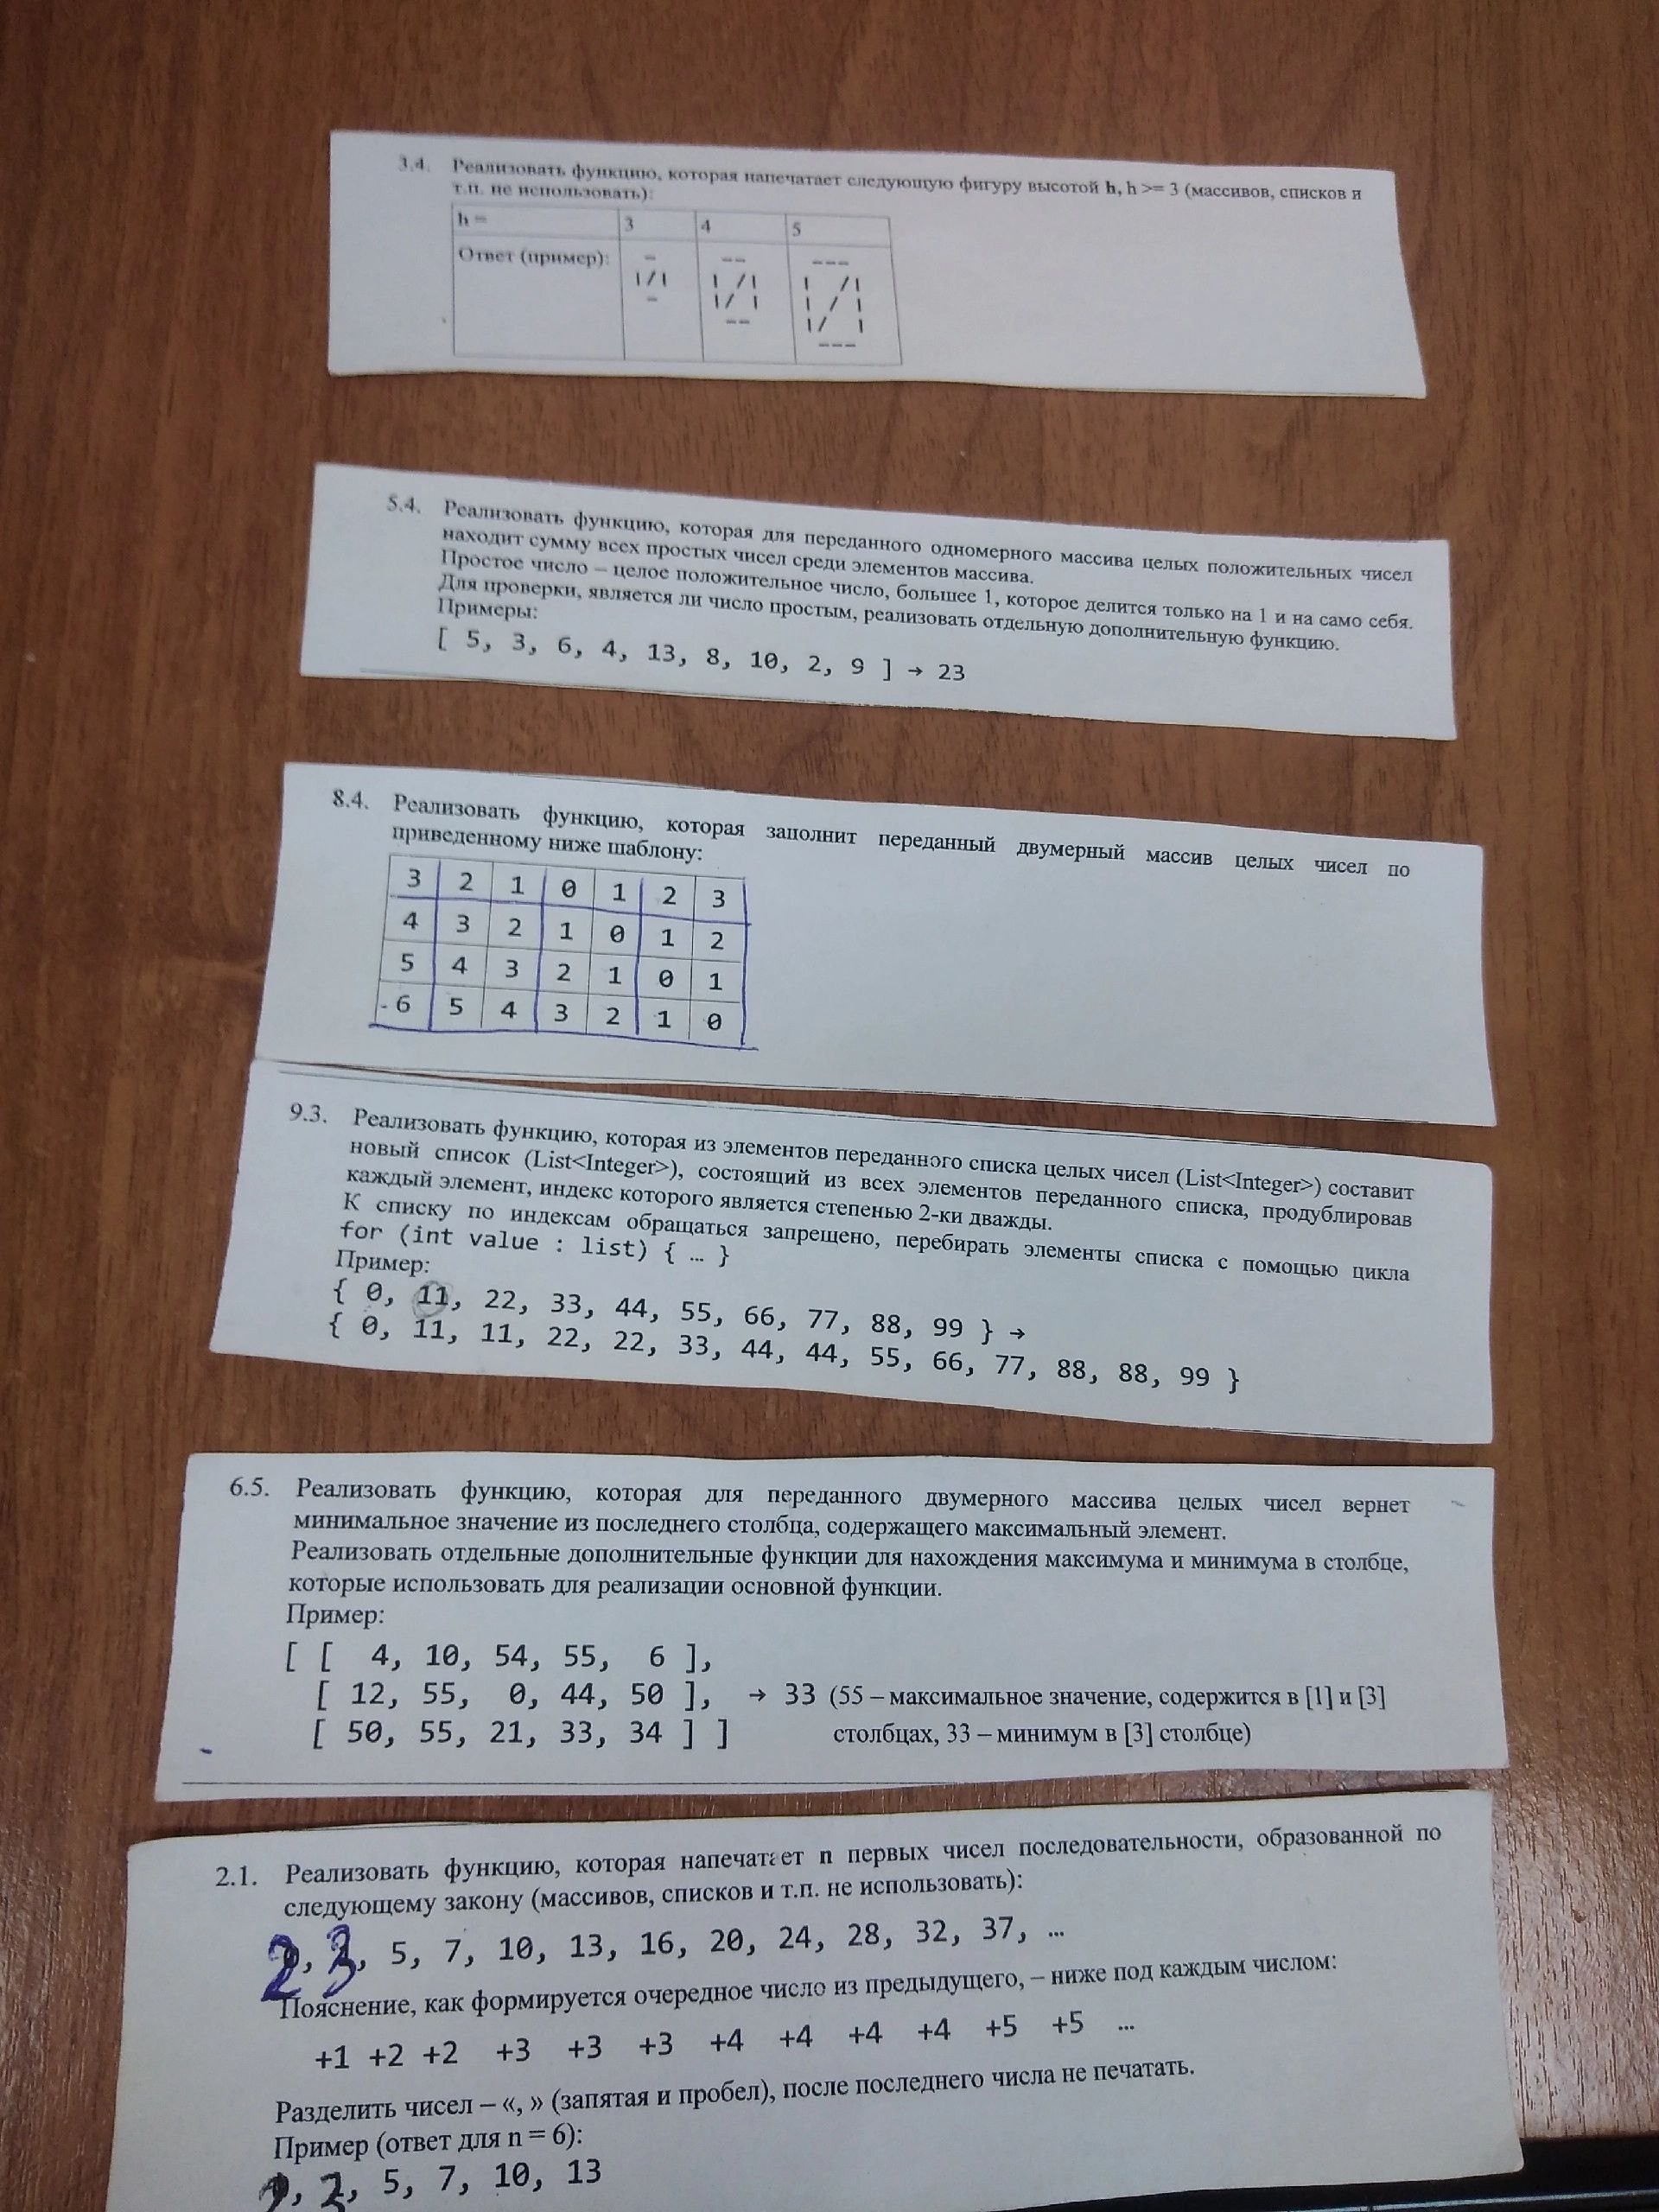 3.4. Реализовать функцию, которая напечатает следующую фигуру высотой h, h >= 3 (массивов, списков и
т.п. не использовать):
h = 3 4 5
Ответ (пример):
 -    --    ---
|/|  | /|  |  /|
 -   |/ |  | / |
      --   |/  |
            ---
5.4. Реализовать функцию, которая для переданного одномерного массива целых положительных чисел
находит сумму всех простых чисел среди элементов массива.
Простое число – целое положительное число, большее 1, которое делится только на 1 и на само себя.
Для проверки, является ли число простым, реализовать отдельную дополнительную функцию.
Примеры:
[ 5, 3, 6, 4, 13, 8, 10, 2, 9 ] → 23
8.4. Реализовать функцию, которая заполнит переданный двумерный массив целых чисел по
приведенному ниже шаблону:
3 2 1 0 1 2 3
4 3 2 1 0 1 2
5 4 3 2 1 0 1
6 5 4 3 2 1 0
9.3. Реализовать функцию, которая из элементов переданного списка целых чисел (List<Integer>) составит
новый список (List<Integer>), состоящий из всех элементов переданного списка, продублировав
каждый элемент, индекс которого является степенью 2-ки дважды.
К списку по индексам обращаться запрещено, перебирать элементы списка с помощью цикла
for (int value : list) { … }
Пример:
{ 0, 11, 22, 33, 44, 55, 66, 77, 88, 99 } →
{ 0, 11, 11, 22, 22, 33, 44, 44, 55, 66, 77, 88, 88, 99 }
6.5. Реализовать функцию, которая для переданного двумерного массива целых чисел вернет
минимальное значение из последнего столбца, содержащего максимальный элемент.
Реализовать отдельные дополнительные функции для нахождения максимума и минимума в столбце,
которые использовать для реализации основной функции.
Пример:
[ [ 4, 10, 54, 55, 6 ],
[ 12, 55, 0, 44, 50 ], → 33 (55 – максимальное значение, содержится в [1] и [3]
[ 50, 55, 21, 33, 34 ] ] столбцах, 33 – минимум в [3] столбце)
2.1. Реализовать функцию, которая напечатает n первых чисел последовательности, образованной по
следующему закону (массивов, списков и т.п. не использовать):
2, 3, 5, 7, 10, 13, 16, 20, 24, 28, 32, 37, …
Пояснение, как формируется очередное число из предыдущего, – ниже под каждым числом:
+1 +2 +2 +3 +3 +3 +4 +4 +4 +4 +5 +5 …
Разделить чисел – «, » (запятая и пробел), после последнего числа не печатать.
Пример (ответ для n = 6):
5, 7, 10, 13